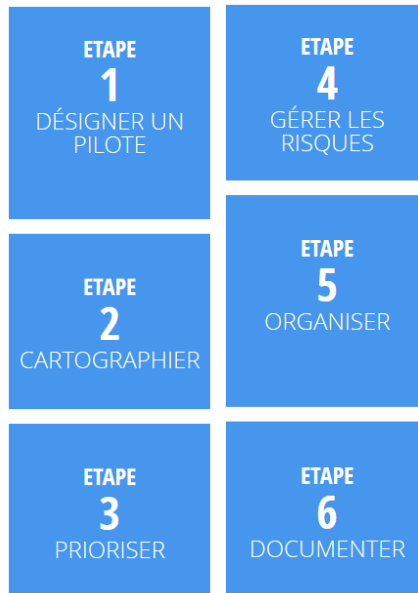 ETAPE
1
DÉSIGNER UN
PILOTE
ETAPE
2
CARTOGRAPHIER
ETAPE
3
PRIORISER
ETAPE
4
GÉRER LES
RISQUES
ETAPE
5
ORGANISER
ETAPE
6
DOCUMENTER